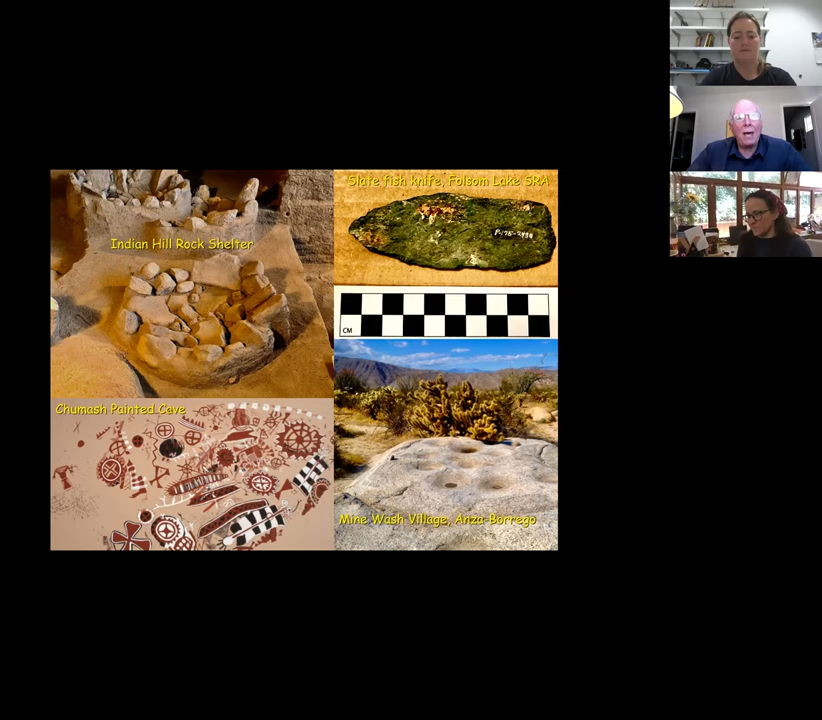 Indian Hill Rock Shelter
Slate fish knife, Folsom Lake SRA
CM
Chumash Painted Cave
Mine Wash Village, Anza-Borrego